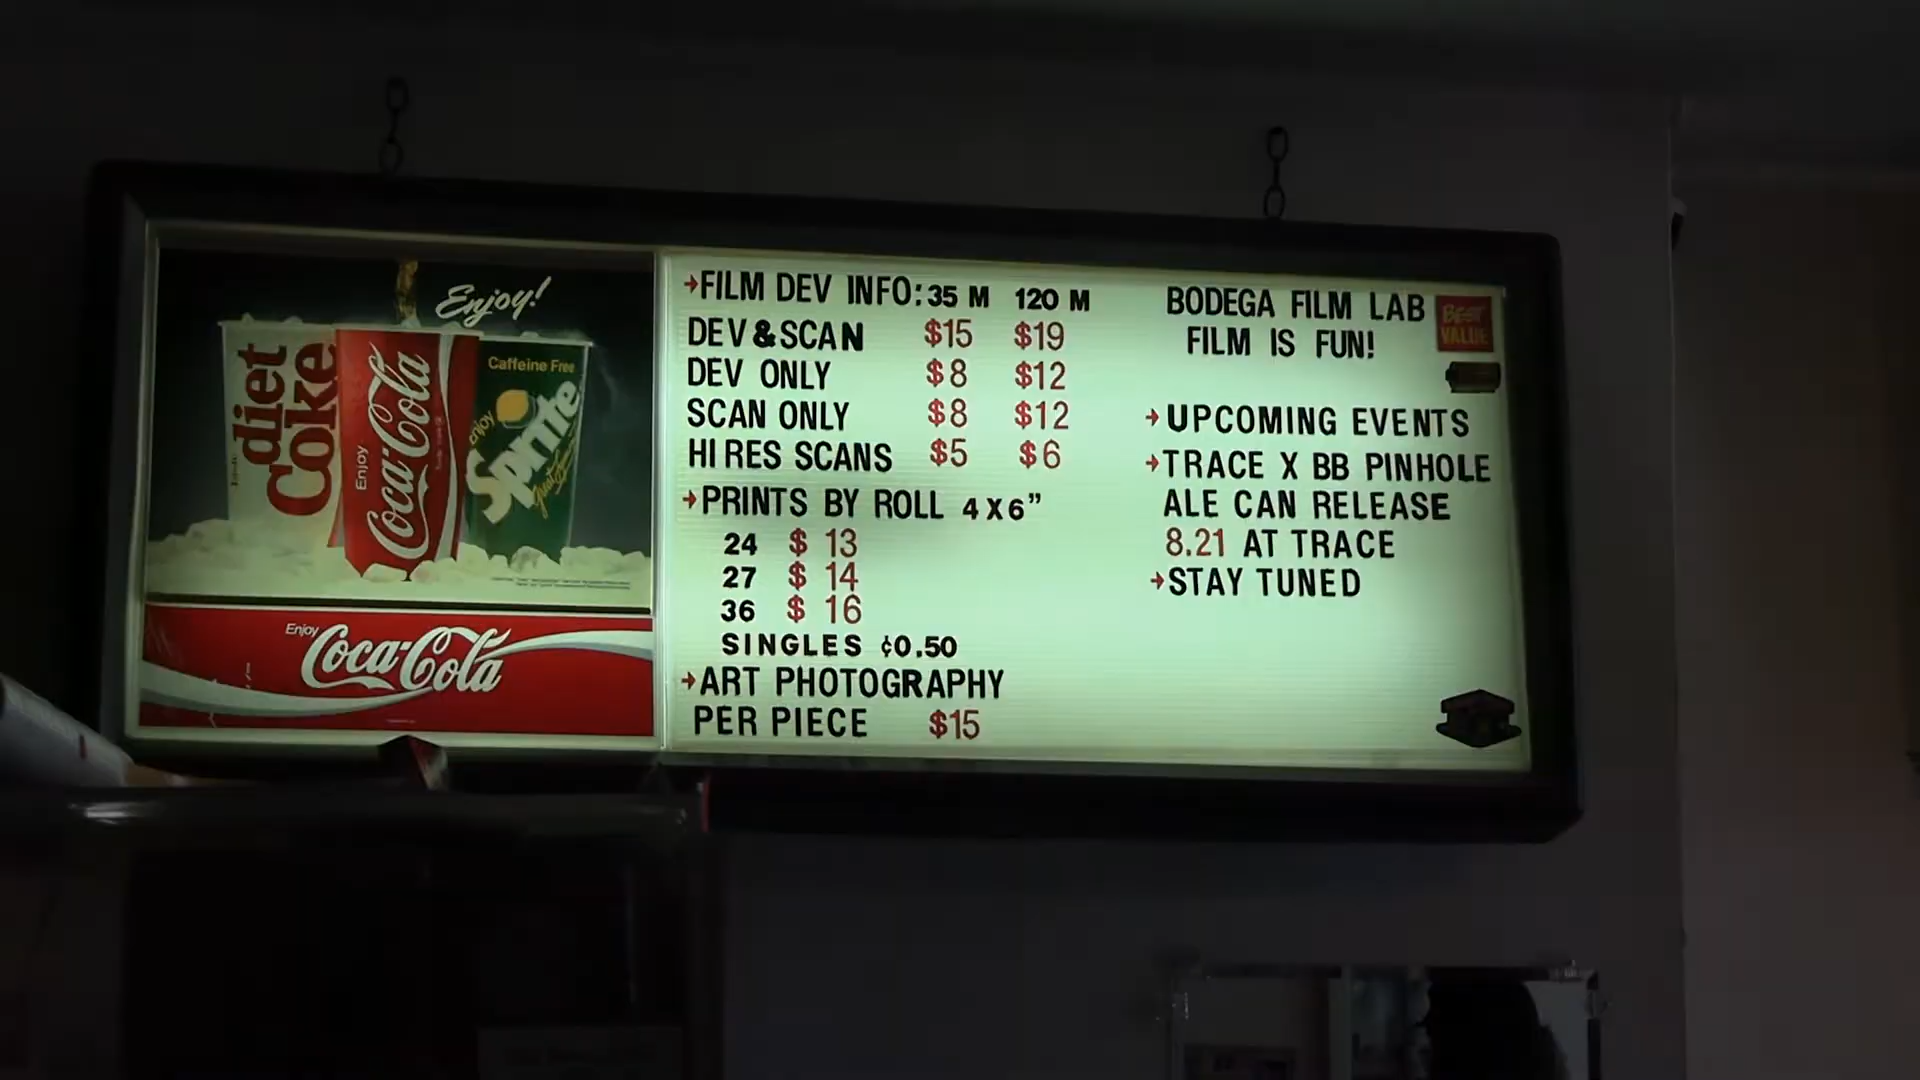 Enjoy!
diet Coke
Enjoy Coca-Cola
Caffeine Free
enjoy
Sprite
Enjoy Coca-Cola
→FILM DEV INFO: 35 M 120 M
DEV&SCAN $15 $19
DEV ONLY $8 $12
SCAN ONLY $8 $12
HI RES SCANS $5 $6
→PRINTS BY ROLL 4X6"
24 $ 13
27 $ 14
36 $ 16
SINGLES ¢0.50
→ART PHOTOGRAPHY
PER PIECE $15
BODEGA FILM LAB
FILM IS FUN!
BEST VALUE
→UPCOMING EVENTS
→TRACE X BB PINHOLE
ALE CAN RELEASE
8.21 AT TRACE
→STAY TUNED